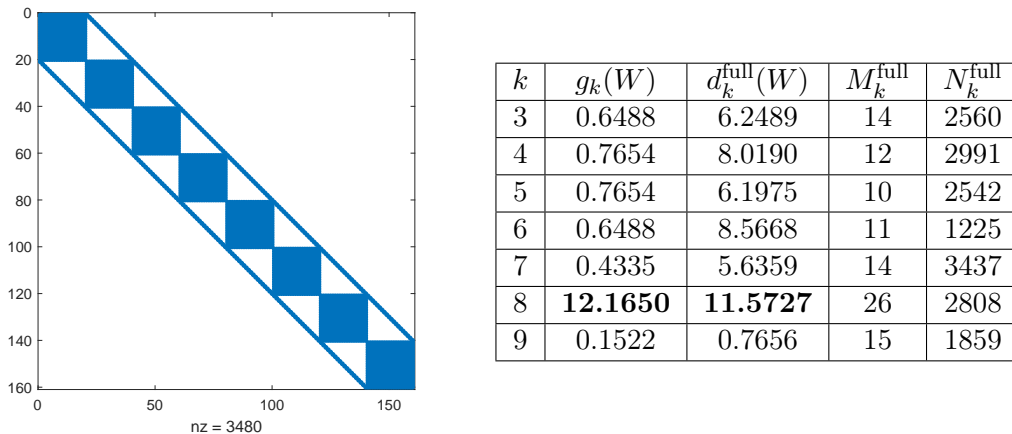 0
20
40
60
80
100
120
140
160
0 50 100 150
nz = 3480
k g_k(W) d_k^full(W) M_k^full N_k^full
3 0.6488 6.2489 14 2560
4 0.7654 8.0190 12 2991
5 0.7654 6.1975 10 2542
6 0.6488 8.5668 11 1225
7 0.4335 5.6359 14 3437
8 12.1650 11.5727 26 2808
9 0.1522 0.7656 15 1859